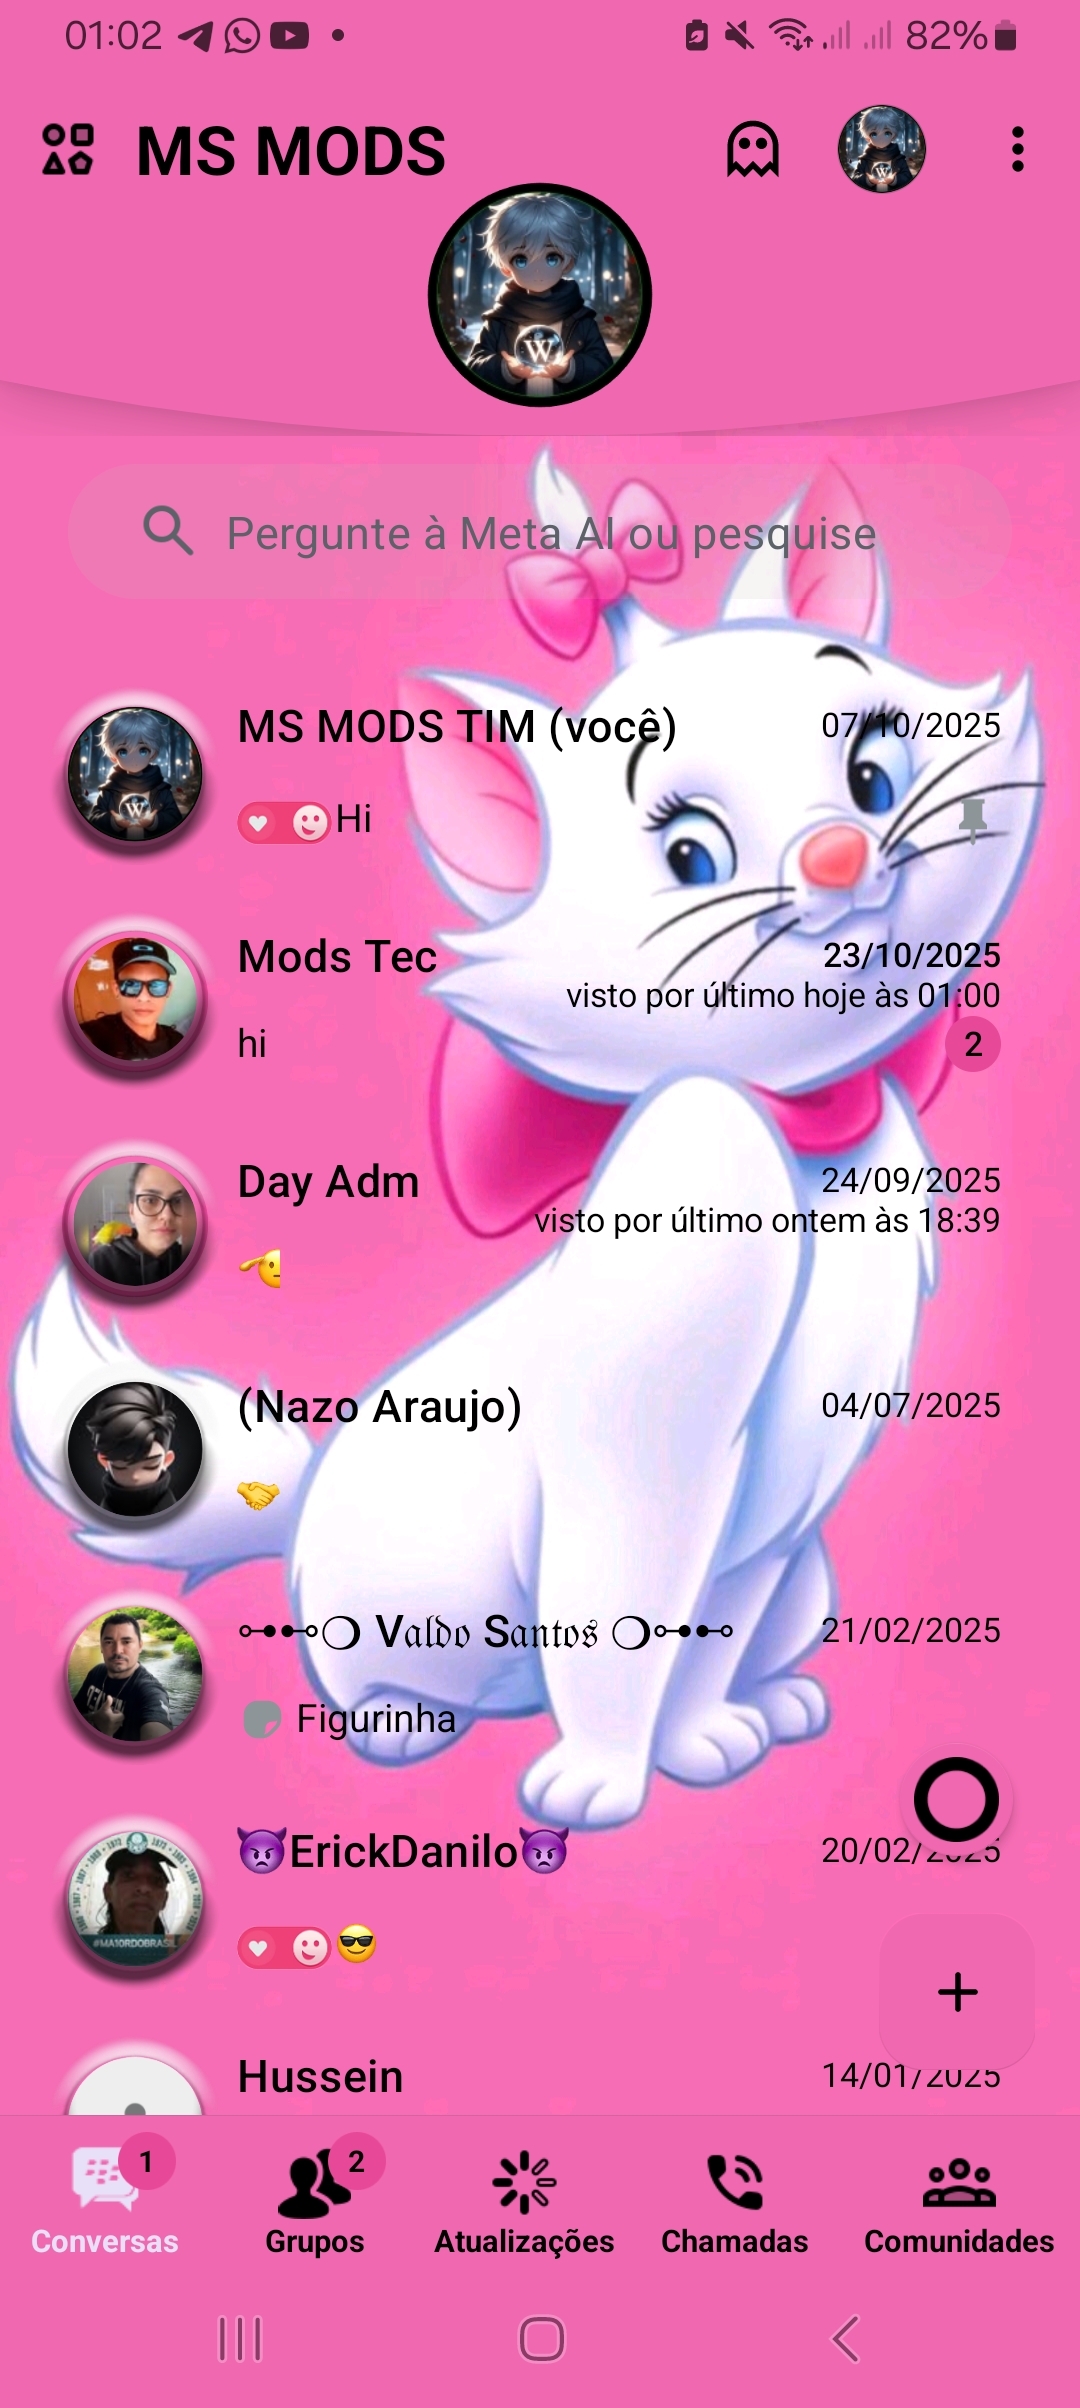 01:02 82%
MS MODS
W
W
Pergunte à Meta AI ou pesquise
MS MODS TIM (você) 07/10/2025
Hi
W
Mods Tec 23/10/2025
visto por último hoje às 01:00
hi 2
Day Adm 24/09/2025
visto por último ontem às 18:39
🫡
(Nazo Araujo) 04/07/2025
🤝
⊶●●⊷❍ V𝔞𝔩𝔡𝔬 S𝔞𝔫𝔱𝔬𝔰 ❍⊶●●⊷ 21/02/2025
Figurinha
👿ErickDanilo👿 20/02/2025
😎
#MA1ORDOBRASIL
Hussein 14/01/2025
1 2
Conversas Grupos Atualizações Chamadas Comunidades